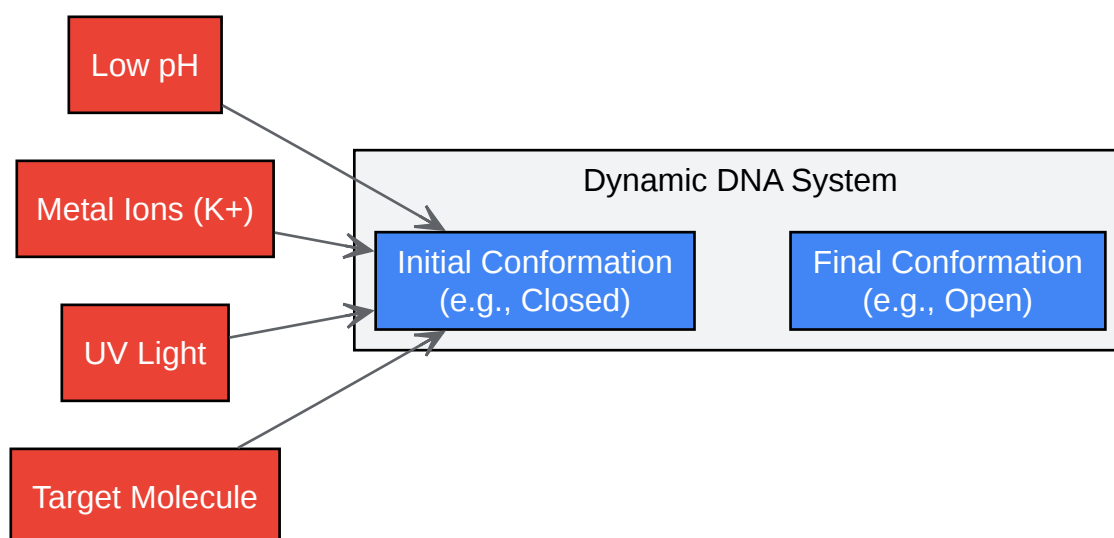 Low pH
Metal Ions (K+)
UV Light
Target Molecule
Dynamic DNA System
Initial Conformation
(e.g., Closed)
Final Conformation
(e.g., Open)